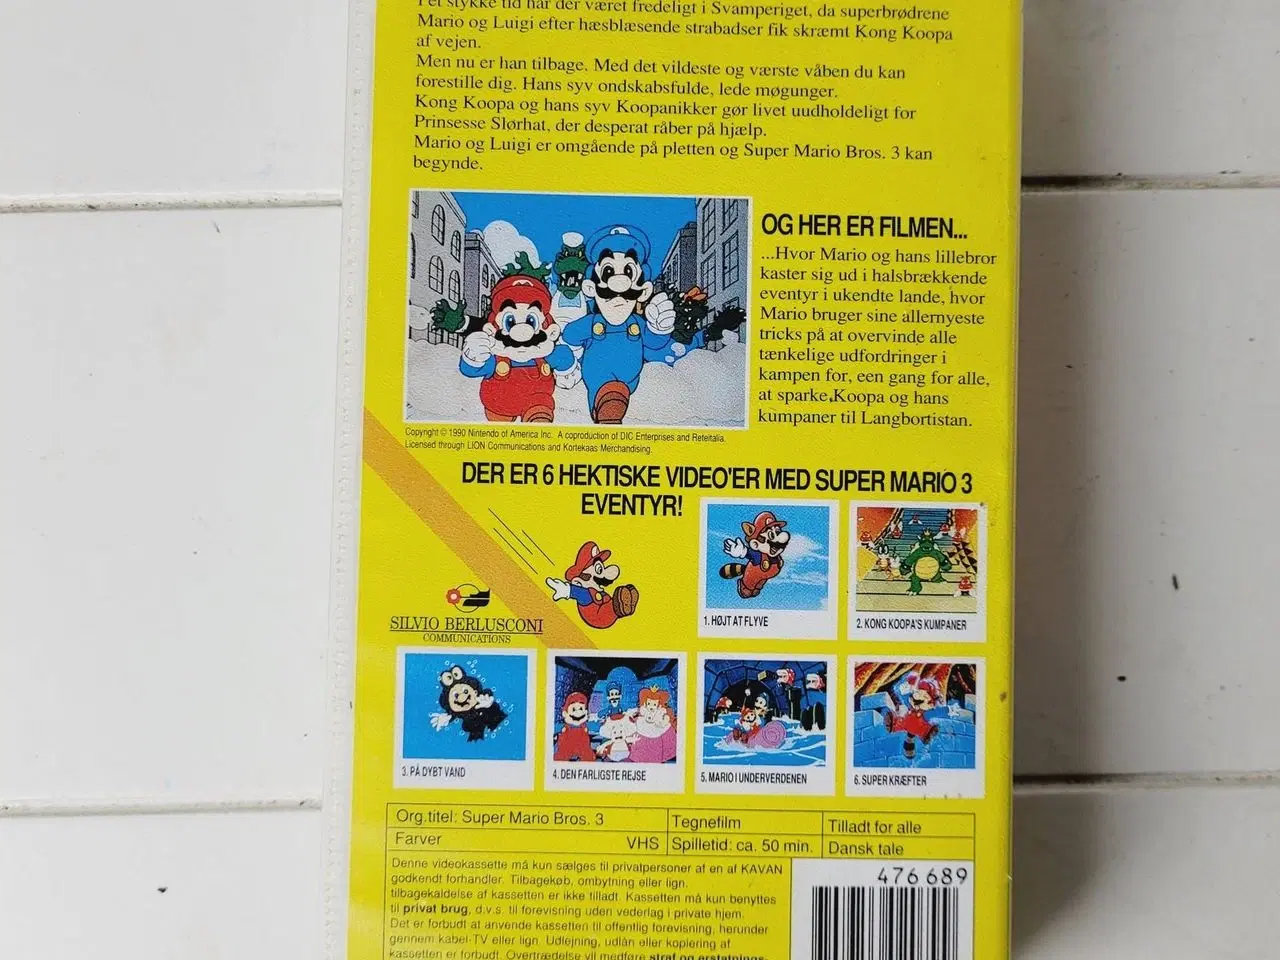 I et stykke tid har der været fredeligt i Svamperiget, da superbrødrene
Mario og Luigi efter hæsblæsende strabadser fik skræmt Kong Koopa
af vejen.
Men nu er han tilbage. Med det vildeste og værste våben du kan
forestille dig. Hans syv ondskabsfulde, lede møgunger.
Kong Koopa og hans syv Koopanikker gør livet uudholdeligt for
Prinsesse Slørhat, der desperat råber på hjælp.
Mario og Luigi er omgående på pletten og Super Mario Bros. 3 kan
begynde.
OG HER ER FILMEN...
...Hvor Mario og hans lillebror
kaster sig ud i halsbrækkende
eventyr i ukendte lande, hvor
Mario bruger sine allernyeste
tricks på at overvinde alle
tænkelige udfordringer i
kampen for, een gang for alle,
at sparke Koopa og hans
kumpaner til Langbortistan.
Copyright © 1990 Nintendo of America Inc. A coproduction of DIC Enterprises and Reteitalia.
Licensed through LION Communications and Kortekaas Merchandising.
DER ER 6 HEKTISKE VIDEO'ER MED SUPER MARIO 3
EVENTYR!
1. HØJT AT FLYVE
2. KONG KOOPA'S KUMPANER
SILVIO BERLUSCONI
COMMUNICATIONS
3. PÅ DYBT VAND
4. DEN FARLIGSTE REJSE
5. MARIO I UNDERVERDENEN
6. SUPER KRÆFTER
Org.titel: Super Mario Bros. 3
Tegnefilm
Tilladt for alle
Farver
VHS
Spilletid: ca. 50 min.
Dansk tale
Denne videokassette må kun sælges til privatpersoner af en af KAVAN
godkendt forhandler. Tilbagekøb, ombytning eller lign.
tilbagekaldelse af kassetten er ikke tilladt. Kassetten må kun benyttes
til privat brug, d.v.s. til forevisning uden vederlag i private hjem.
Det er forbudt at anvende kassetten til offentlig forevisning, herunder
gennem kabel-TV eller lign. Udlejning, udlån eller kopiering af
kassetten er forbudt. Overtrædelse vil medføre straf og erstatnings-
476689